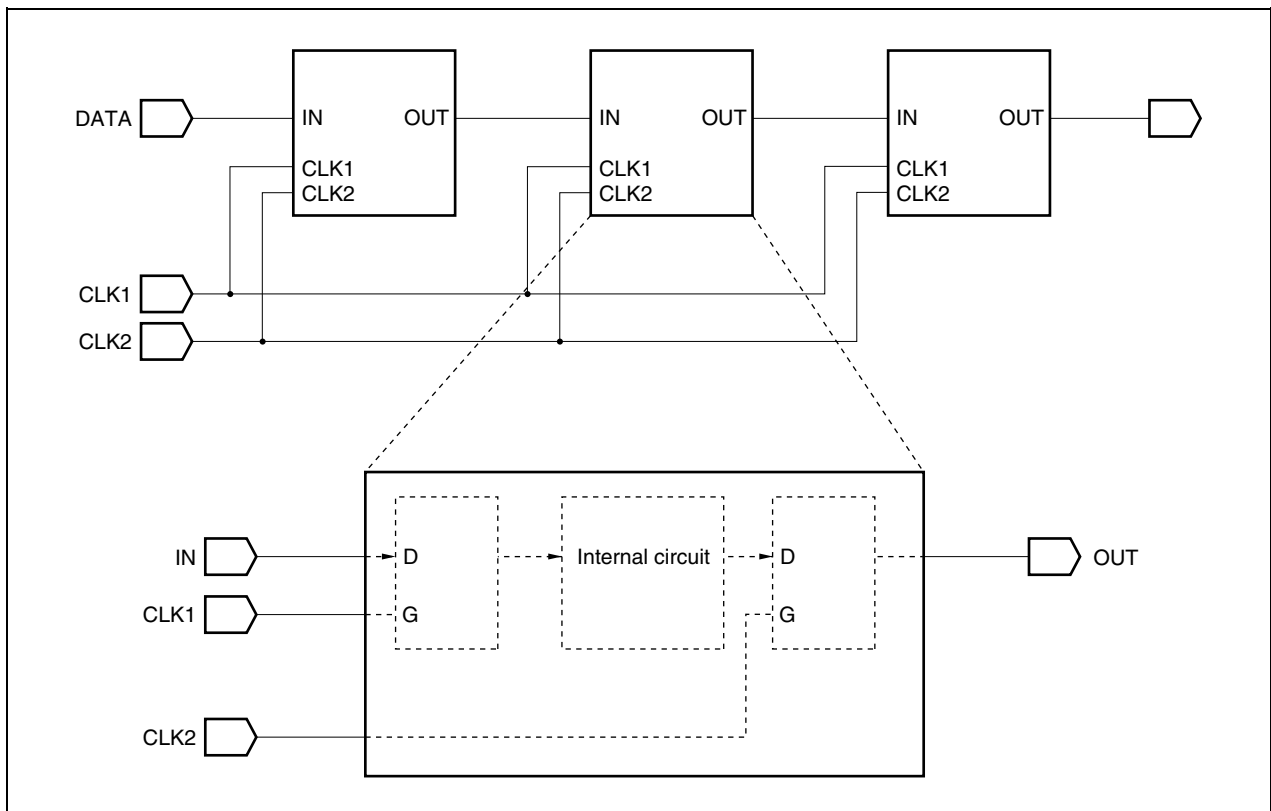 DATA
IN OUT
CLK1
CLK2
IN OUT
CLK1
CLK2
IN OUT
CLK1
CLK2
CLK1
CLK2
IN
CLK1
CLK2
D
G
Internal circuit
D
G
OUT